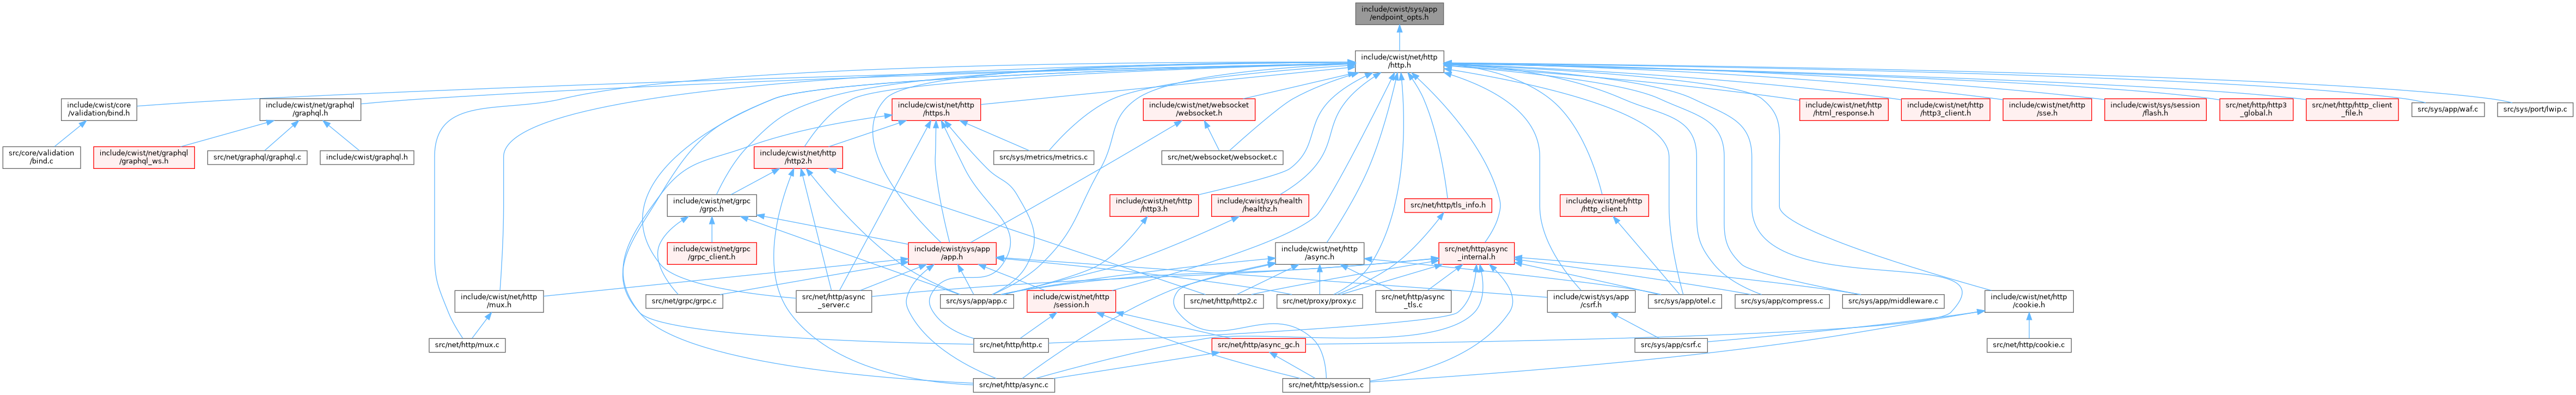 include/cwist/sys/app
/endpoint_opts.h
include/cwist/net/http
/http.h
include/cwist/core
/validation/bind.h
include/cwist/net/graphql
/graphql.h
include/cwist/net/http
/https.h
include/cwist/net/websocket
/websocket.h
include/cwist/net/http
/html_response.h
include/cwist/net/http
/http3_client.h
include/cwist/net/http
/sse.h
include/cwist/sys/session
/flash.h
src/net/http/http3
_global.h
src/net/http/http_client
_file.h
src/sys/app/waf.c
src/sys/port/lwip.c
src/core/validation
/bind.c
include/cwist/net/graphql
/graphql_ws.h
src/net/graphql/graphql.c
include/cwist/graphql.h
include/cwist/net/http
/http2.h
src/sys/metrics/metrics.c
src/net/websocket/websocket.c
include/cwist/net/grpc
/grpc.h
include/cwist/net/http
/http3.h
include/cwist/sys/health
/healthz.h
src/net/http/tls_info.h
include/cwist/net/http
/http_client.h
include/cwist/net/grpc
/grpc_client.h
include/cwist/sys/app
/app.h
include/cwist/net/http
/async.h
src/net/http/async
_internal.h
include/cwist/net/http
/mux.h
src/net/grpc/grpc.c
src/net/http/async
_server.c
src/sys/app/app.c
include/cwist/net/http
/session.h
src/net/http/http2.c
src/net/proxy/proxy.c
src/net/http/async
_tls.c
include/cwist/sys/app
/csrf.h
src/sys/app/otel.c
src/sys/app/compress.c
src/sys/app/middleware.c
include/cwist/net/http
/cookie.h
src/net/http/mux.c
src/net/http/http.c
src/net/http/async_gc.h
src/sys/app/csrf.c
src/net/http/cookie.c
src/net/http/async.c
src/net/http/session.c